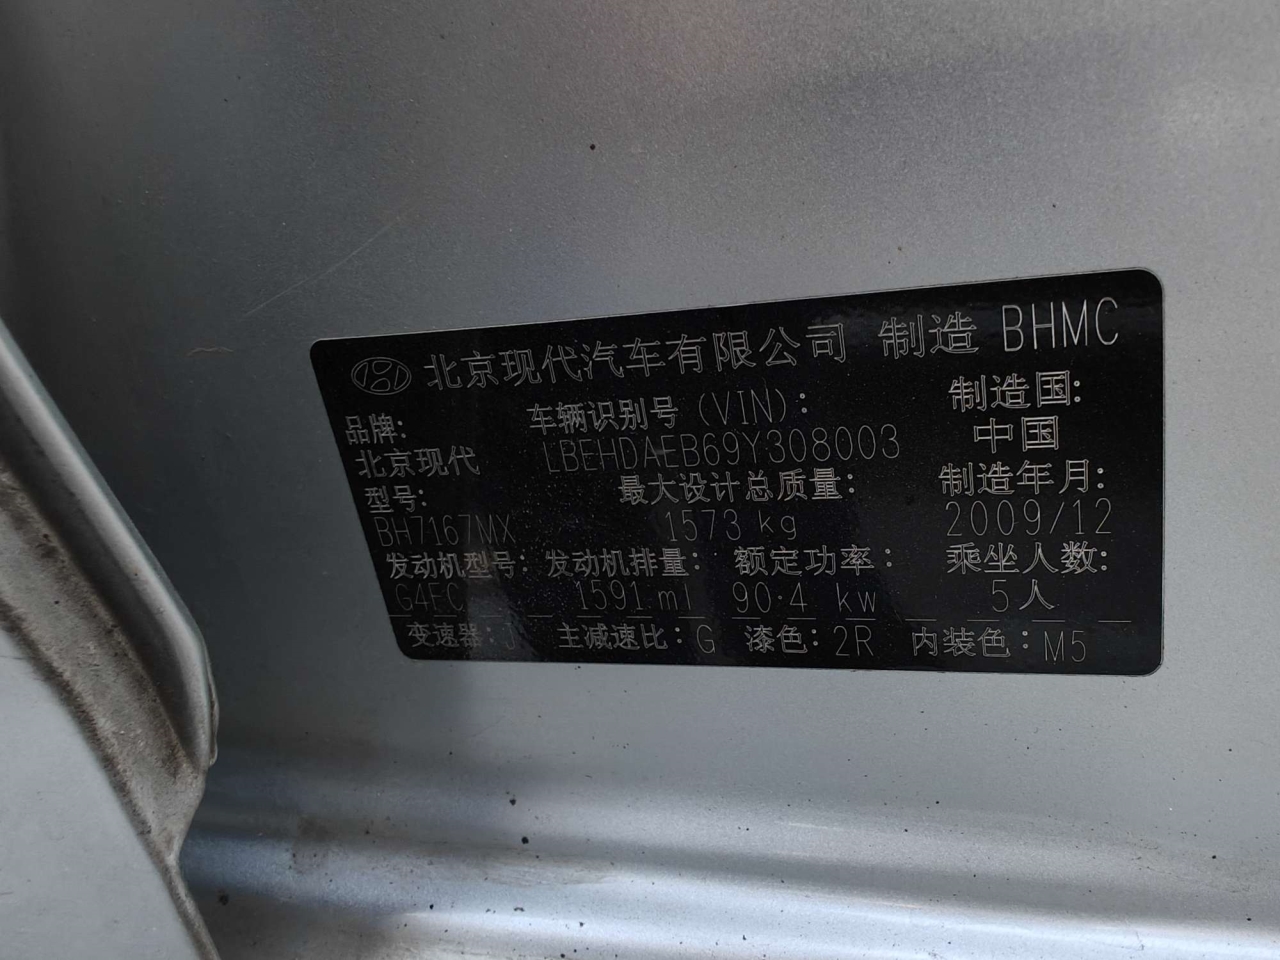 北京现代汽车有限公司 制造 BHMC
品牌: 车辆识别号(VIN): 制造国:
北京现代 LBEHDAEB69Y308003 中国
型号: 最大设计总质量: 制造年月:
BH7167MX 1573 kg 2009/12
发动机型号: 发动机排量: 额定功率: 乘坐人数:
G4FC 1591 ml 90.4 kw 5人
变速器: J 主减速比: G 漆色: 2R 内装色: M5